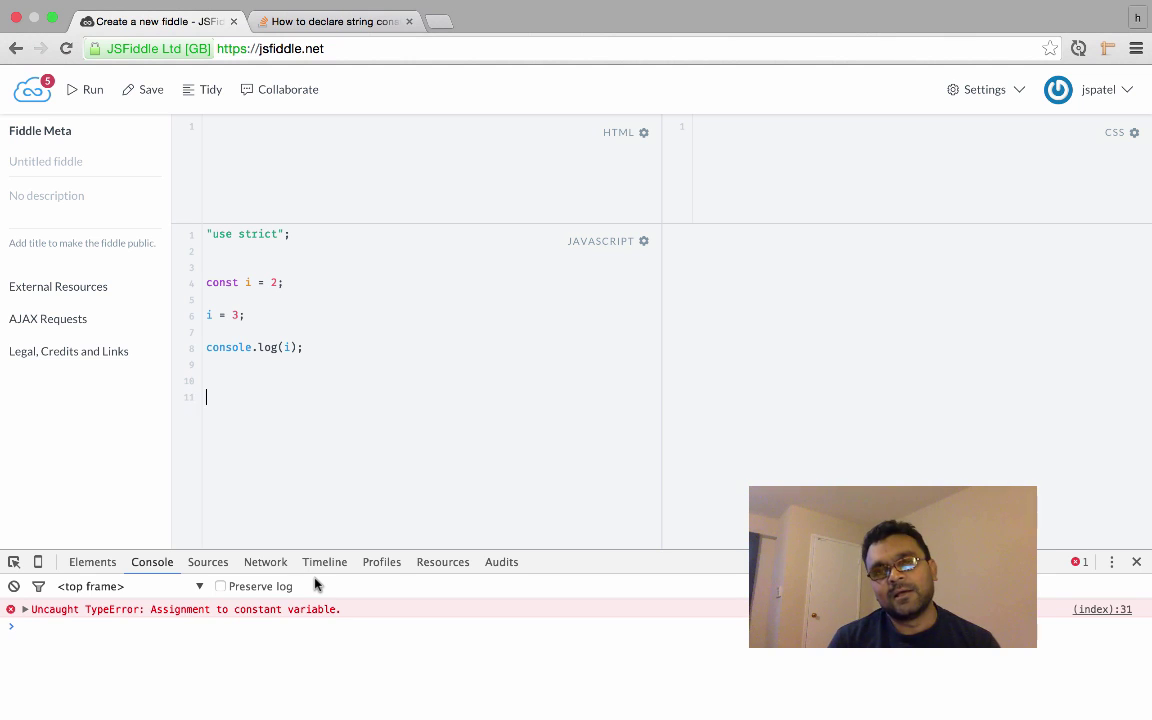 Create a new fiddle - JSFi
How to declare string cons
h
JSFiddle Ltd [GB] https://jsfiddle.net
5
Run
Save
Tidy
Collaborate
Settings
jspatel
Fiddle Meta
Untitled fiddle
No description
Add title to make the fiddle public.
External Resources
AJAX Requests
Legal, Credits and Links
1
HTML
1
CSS
JAVASCRIPT
1 "use strict";
2
3
4 const i = 2;
5
6 i = 3;
7
8 console.log(i);
9
10
11
Elements Console Sources Network Timeline Profiles Resources Audits
1
<top frame> ▼ Preserve log
Uncaught TypeError: Assignment to constant variable.
(index):31
>